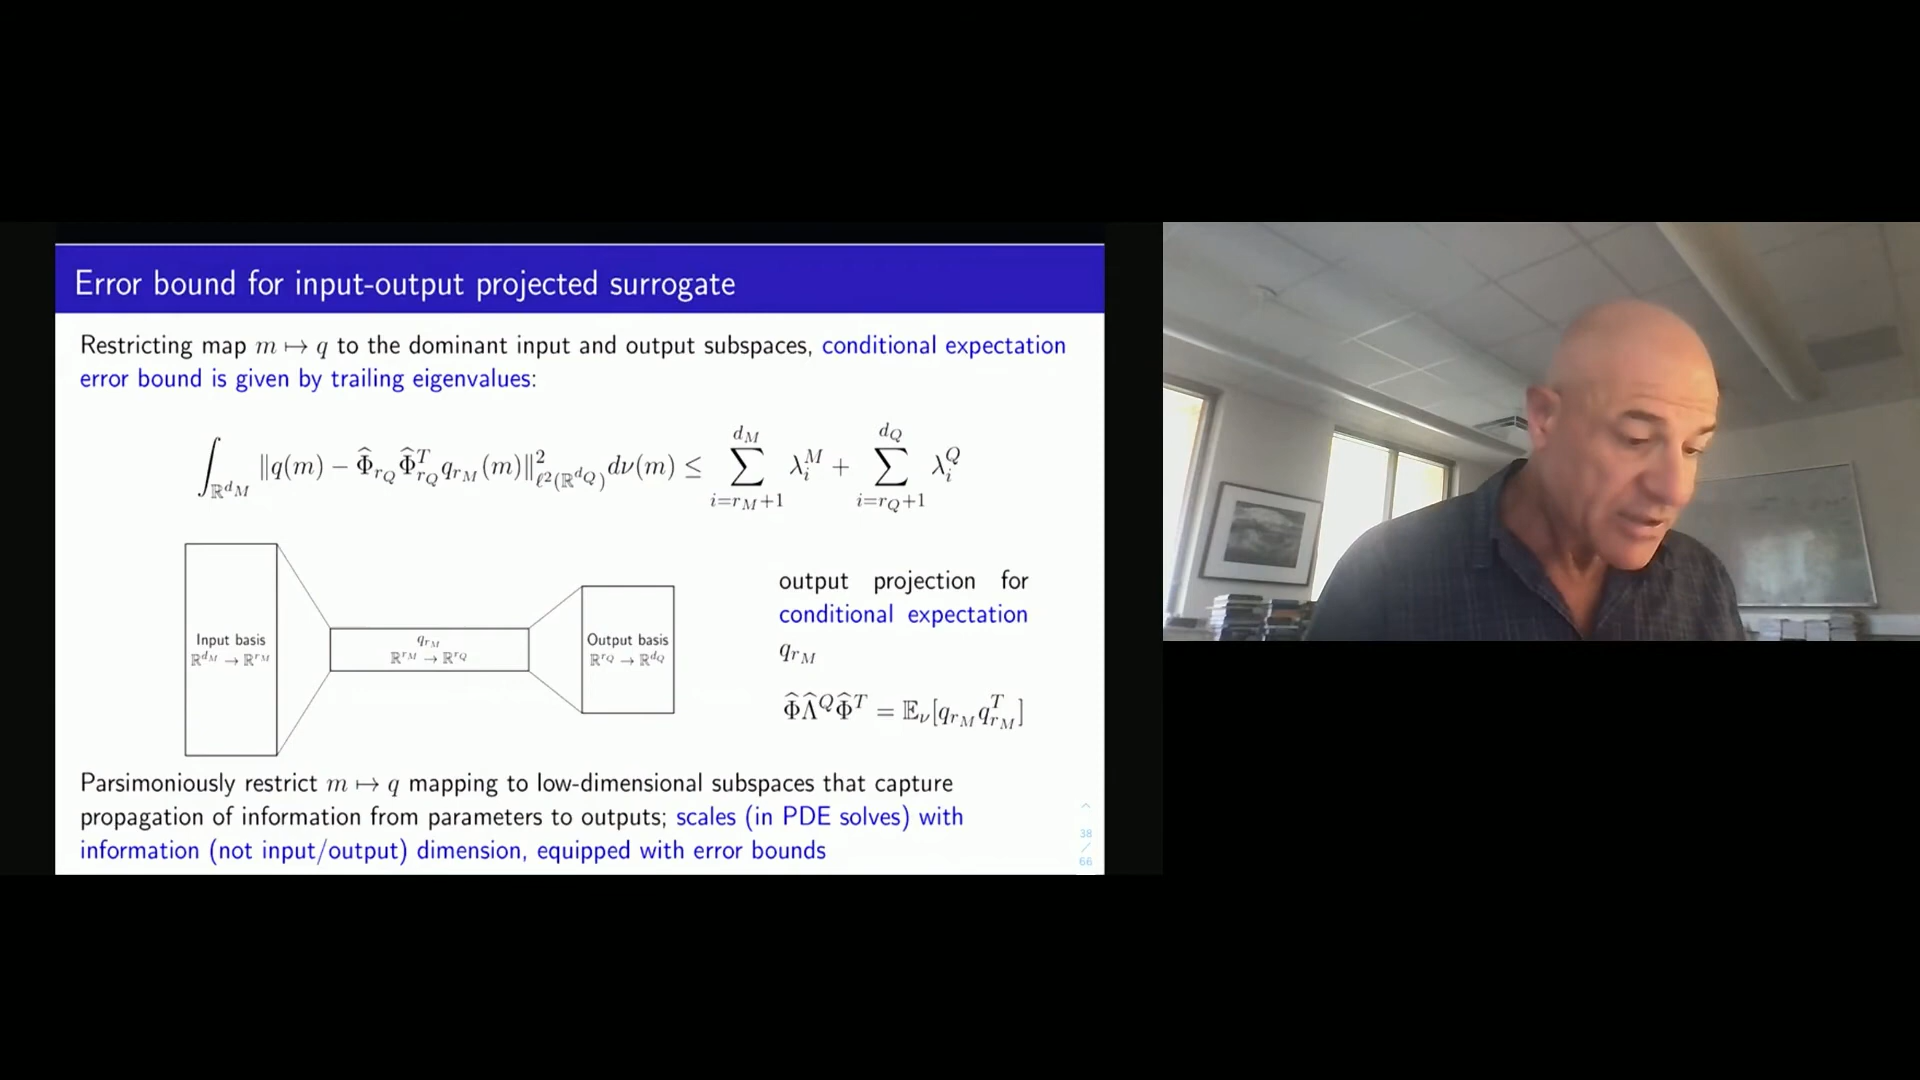 Error bound for input-output projected surrogate
Restricting map m ↦ q to the dominant input and output subspaces, conditional expectation
error bound is given by trailing eigenvalues:
∫_{ℝ^{d_M}} ‖q(m) − Φ̂_{r_Q} Φ̂^T_{r_Q} q_{r_M}(m)‖²_{ℓ²(ℝ^{d_Q})} dν(m) ≤ ∑_{i=r_M+1}^{d_M} λ_i^M + ∑_{i=r_Q+1}^{d_Q} λ_i^Q
Input basis
ℝ^{d_M} → ℝ^{r_M}
q_{r_M}
ℝ^{r_M} → ℝ^{r_Q}
Output basis
ℝ^{r_Q} → ℝ^{d_Q}
output projection for
conditional expectation
q_{r_M}
Φ̂Λ̂^QΦ̂^T = 𝔼_ν[q_{r_M} q^T_{r_M}]
Parsimoniously restrict m ↦ q mapping to low-dimensional subspaces that capture
propagation of information from parameters to outputs; scales (in PDE solves) with
information (not input/output) dimension, equipped with error bounds
38
/
66